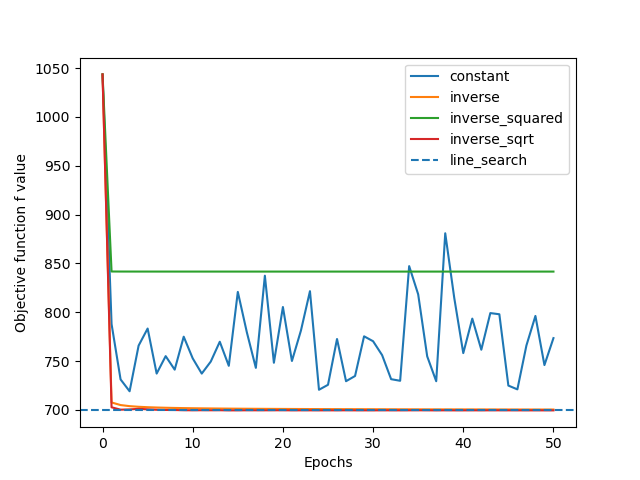 1050
1000
950
900
850
800
750
700
Objective function f value
constant
inverse
inverse_squared
inverse_sqrt
line_search
0
10
20
30
40
50
Epochs